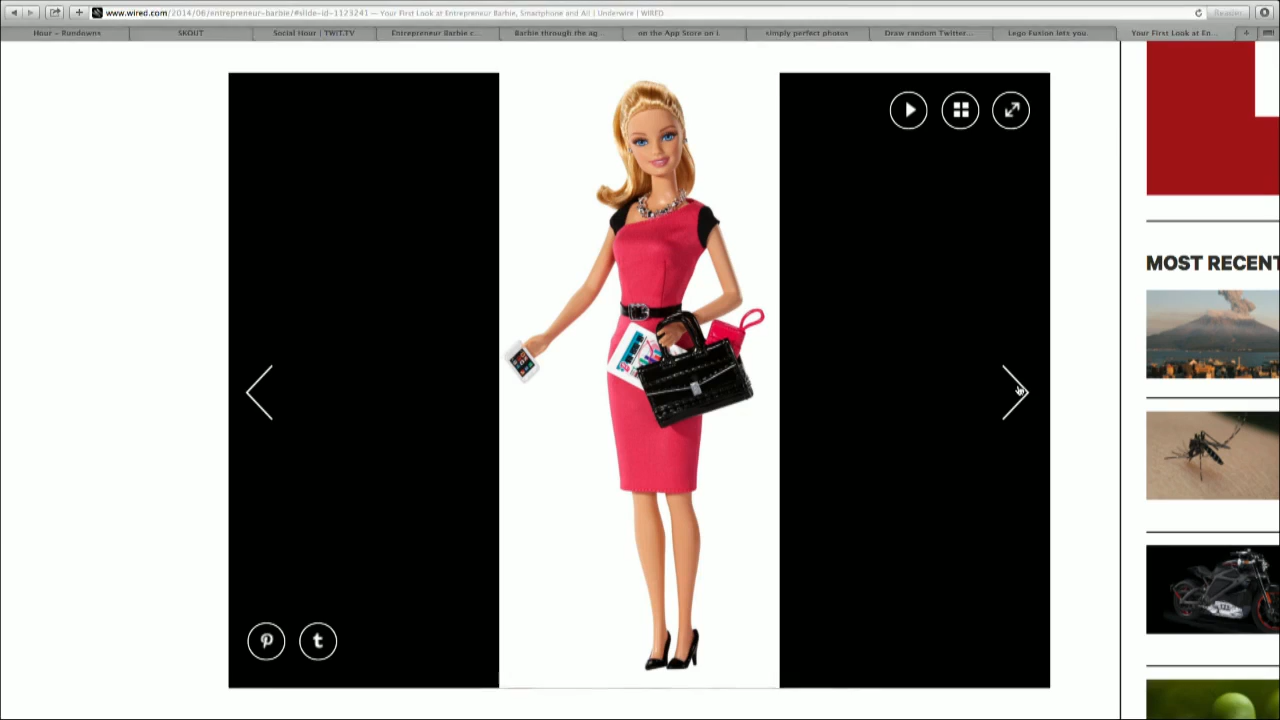 www.wired.com/2014/06/entrepreneur-barbie/#slide-id-1123241 — Your First Look at Entrepreneur Barbie, Smartphone and All | Underwire | WIRED
Reader
Hour – Rundowns
SKOUT
Social Hour | TWiT.TV
Entrepreneur Barbie c...
Barbie through the ag...
on the App Store on i...
simply perfect photos
Draw random Twitter...
Lego Fusion lets you...
Your First Look at En...
MOST RECENT